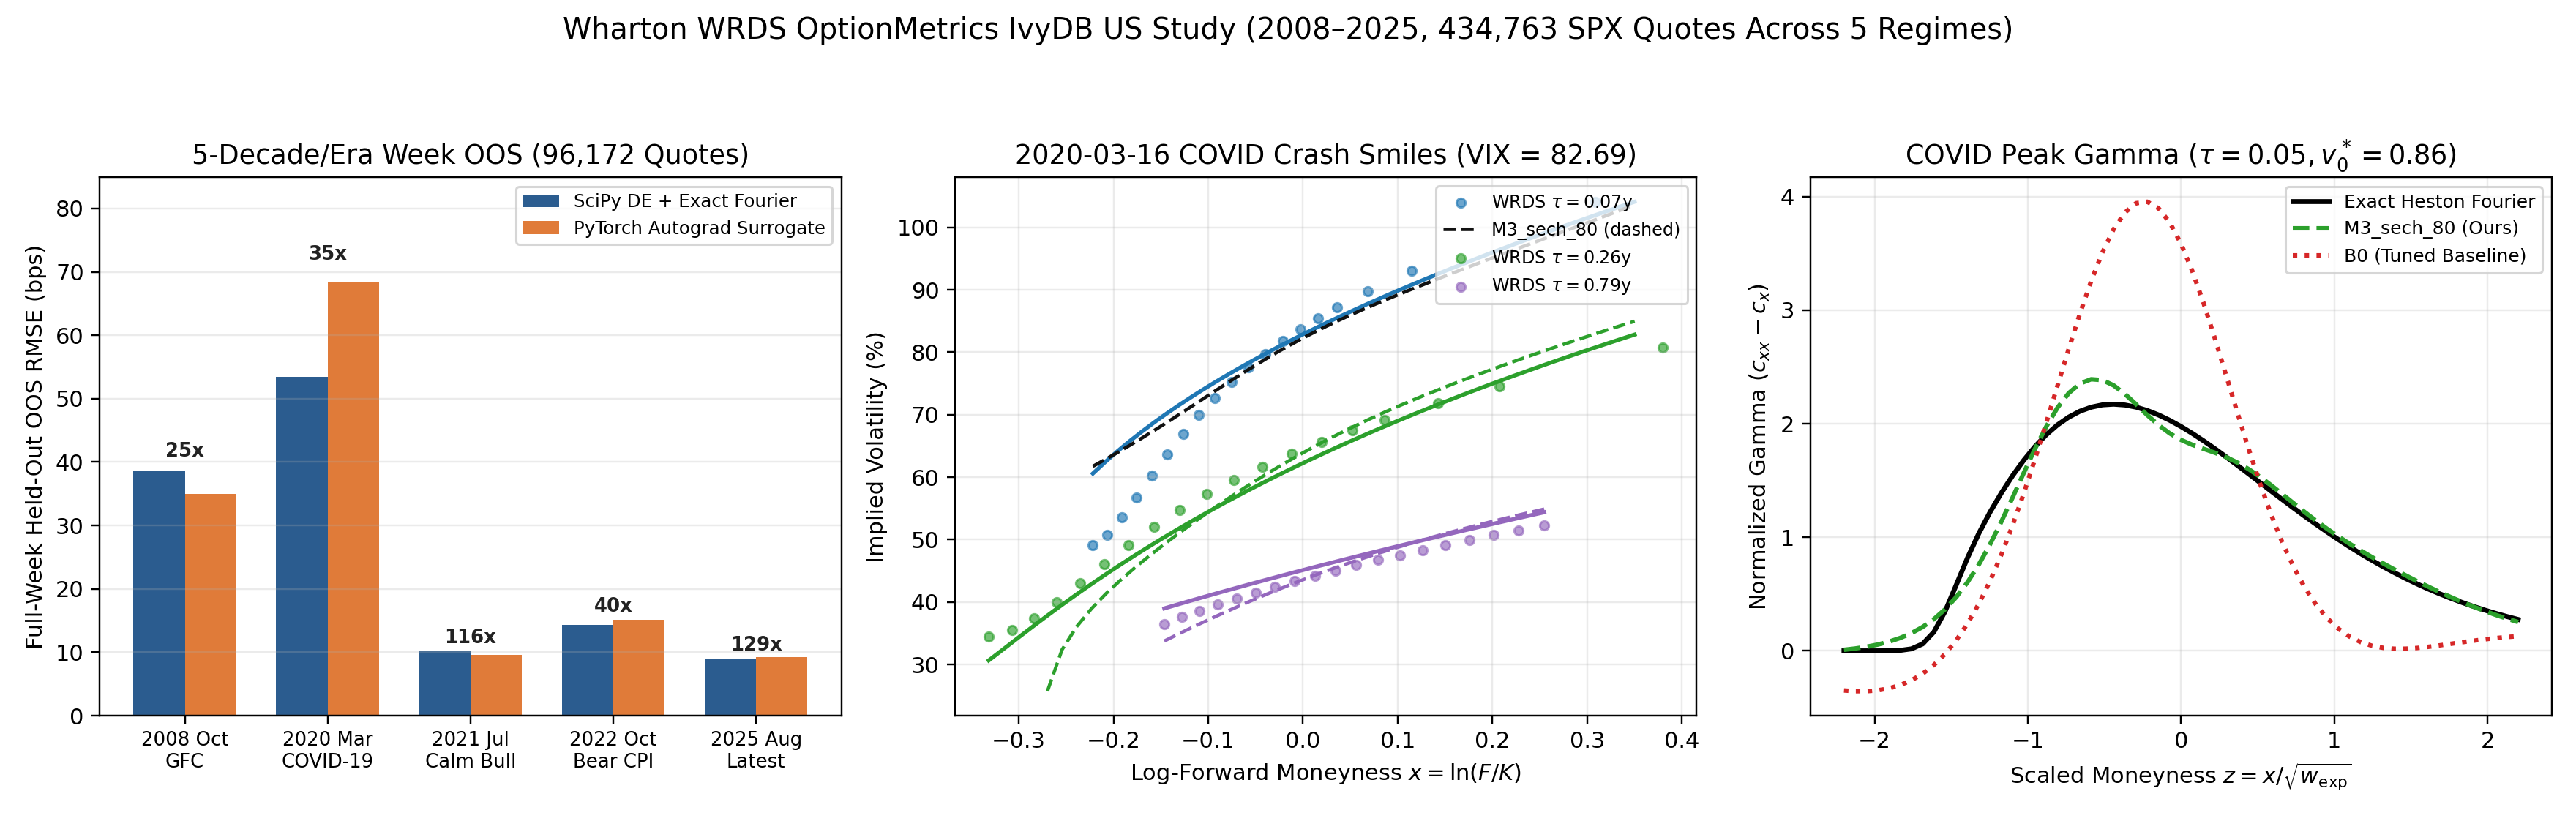 Wharton WRDS OptionMetrics IvyDB US Study (2008–2025, 434,763 SPX Quotes Across 5 Regimes)
5-Decade/Era Week OOS (96,172 Quotes)
Full-Week Held-Out OOS RMSE (bps)
80
70
60
50
40
30
20
10
0
SciPy DE + Exact Fourier
PyTorch Autograd Surrogate
25x
35x
116x
40x
129x
2008 Oct
GFC
2020 Mar
COVID-19
2021 Jul
Calm Bull
2022 Oct
Bear CPI
2025 Aug
Latest
2020-03-16 COVID Crash Smiles (VIX = 82.69)
Implied Volatility (%)
100
90
80
70
60
50
40
30
WRDS τ = 0.07y
M3_sech_80 (dashed)
WRDS τ = 0.26y
WRDS τ = 0.79y
−0.3
−0.2
−0.1
0.0
0.1
0.2
0.3
0.4
Log-Forward Moneyness x = ln(F/K)
COVID Peak Gamma (τ = 0.05, v₀* = 0.86)
Normalized Gamma (cₓₓ − cₓ)
4
3
2
1
0
Exact Heston Fourier
M3_sech_80 (Ours)
B0 (Tuned Baseline)
−2
−1
0
1
2
Scaled Moneyness z = x/√w_exp